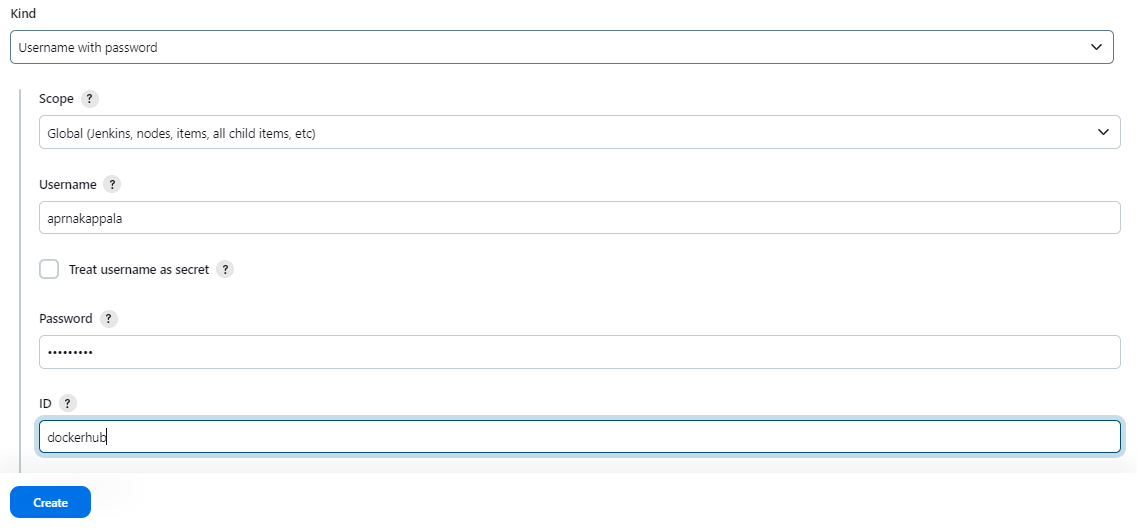 Kind
Username with password
Scope ?
Global (Jenkins, nodes, items, all child items, etc)
Username ?
aprnakappala
Treat username as secret ?
Password ?
•••••••••
ID ?
dockerhub
Create